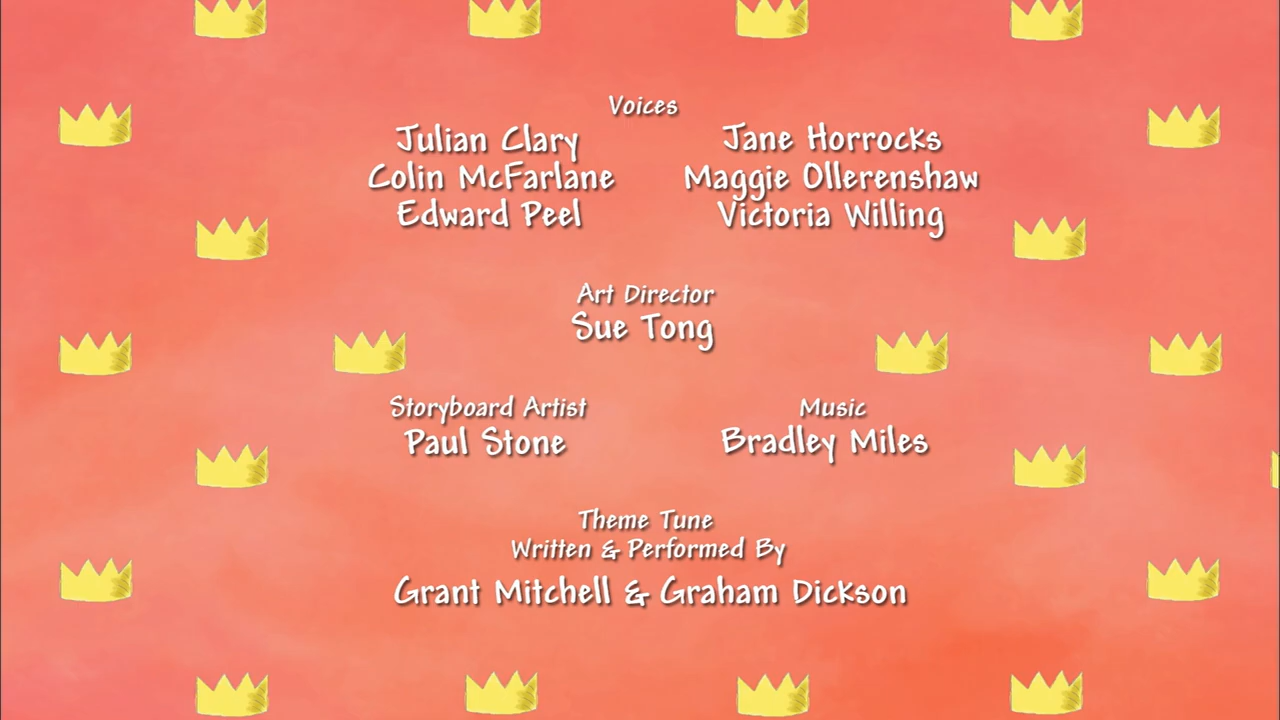 Voices
Julian Clary Jane Horrocks
Colin McFarlane Maggie Ollerenshaw
Edward Peel Victoria Willing
Art Director
Sue Tong
Storyboard Artist Music
Paul Stone Bradley Miles
Theme Tune
Written & Performed By
Grant Mitchell & Graham Dickson